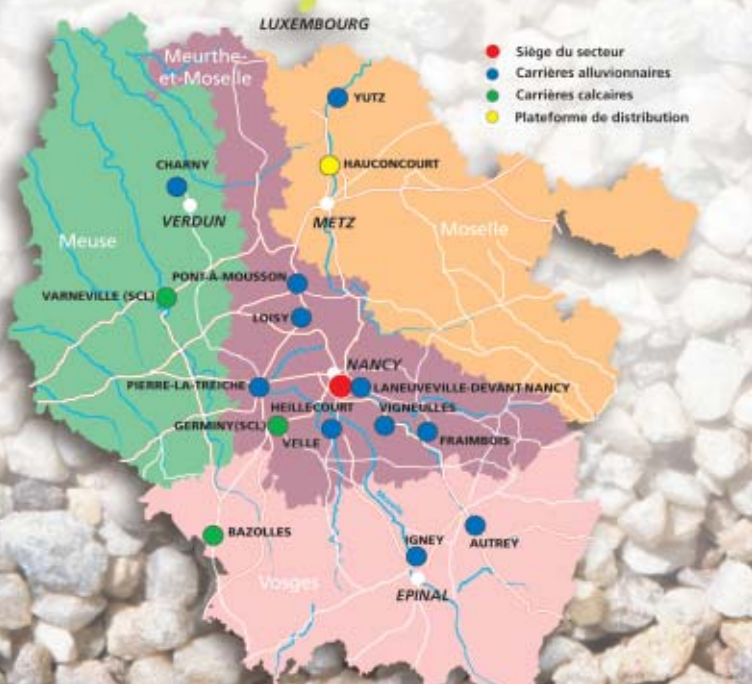 LUXEMBOURG
Meurthe-
et-Moselle
Siège du secteur
Carrières alluvionnaires
Carrières calcaires
Plateforme de distribution
YUTZ
CHARNY
HAUCONCOURT
VERDUN
METZ
Meuse
Moselle
PONT-À-MOUSSON
VARNEVILLE (SCL)
LOISY
NANCY
PIERRE-LA-TREICHE
LANEUVEVILLE-DEVANT-NANCY
HEILLECOURT
VIGNEULLES
GERMINY(SCL)
VELLE
FRAIMBOIS
Moselle
BAZOLLES
IGNEY
AUTREY
Vosges
EPINAL